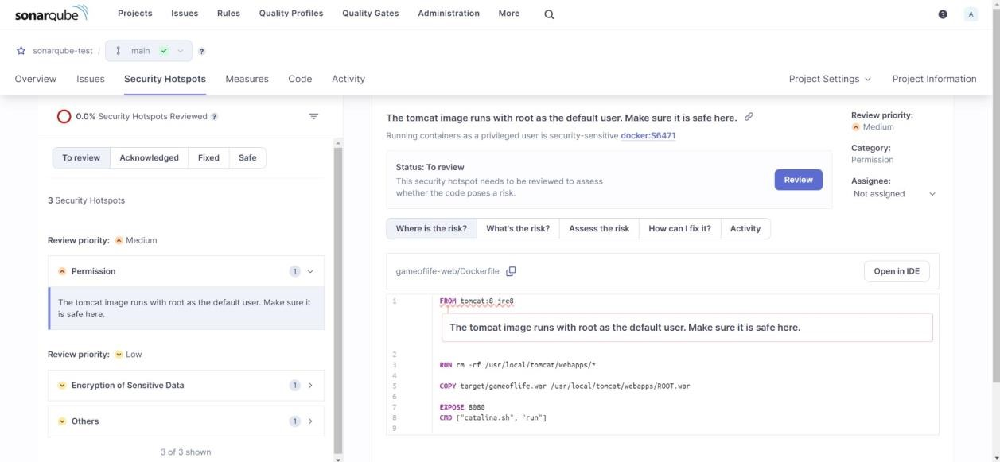 sonarqube Projects Issues Rules Quality Profiles Quality Gates Administration More ? A
sonarqube-test / main ?
Overview Issues Security Hotspots Measures Code Activity Project Settings Project Information
0.0% Security Hotspots Reviewed ?
To review Acknowledged Fixed Safe
3 Security Hotspots
Review priority: Medium
Permission 1
The tomcat image runs with root as the default user. Make sure it
is safe here.
Review priority: Low
Encryption of Sensitive Data 1
Others 1
3 of 3 shown
The tomcat image runs with root as the default user. Make sure it is safe here.
Running containers as a privileged user is security-sensitive docker:S6471
Status: To review
This security hotspot needs to be reviewed to assess
whether the code poses a risk.
Review
Review priority:
Medium
Category:
Permission
Assignee:
Not assigned
Where is the risk? What's the risk? Assess the risk How can I fix it? Activity
gameoflife-web/Dockerfile Open in IDE
1 FROM tomcat:8-jre8
The tomcat image runs with root as the default user. Make sure it is safe here.
2
3 RUN rm -rf /usr/local/tomcat/webapps/*
4
5 COPY target/gameoflife.war /usr/local/tomcat/webapps/ROOT.war
6
7 EXPOSE 8080
8 CMD ["catalina.sh", "run"]
9